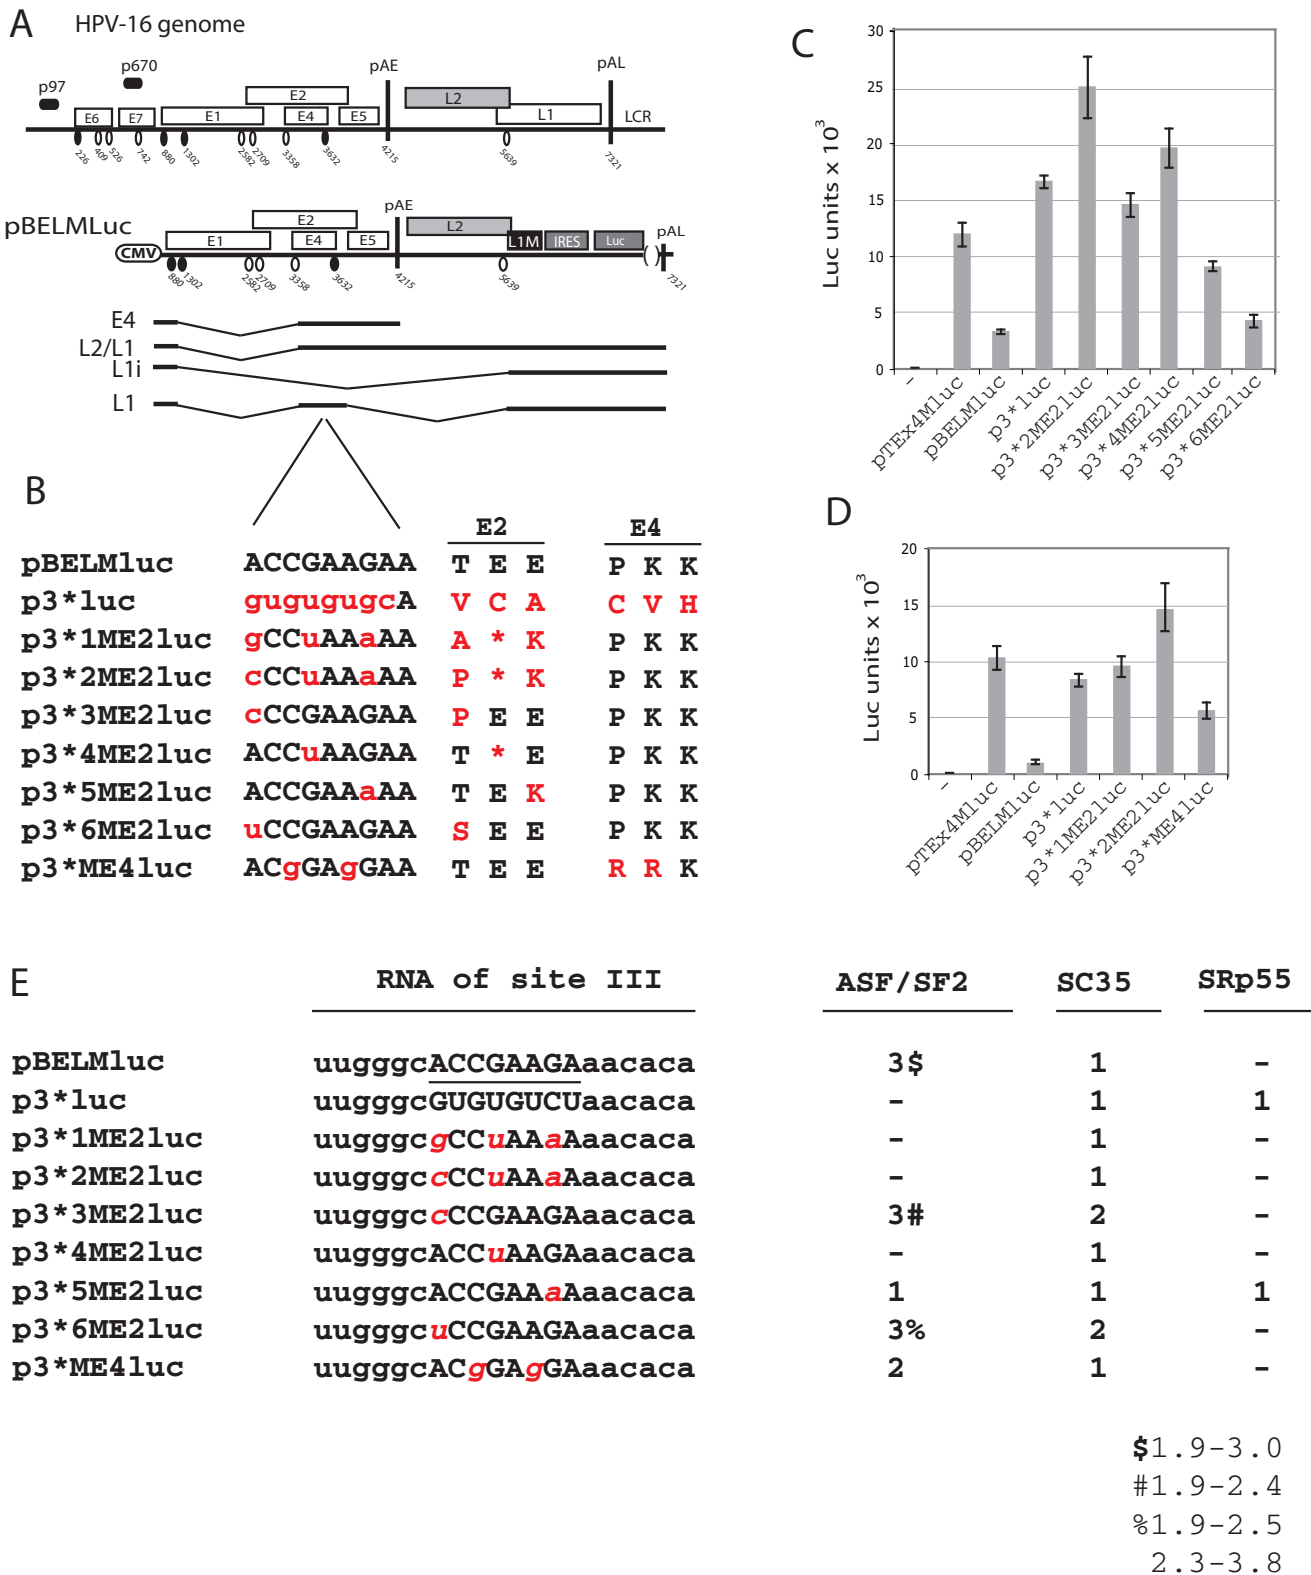 A HPV-16 genome
p97 p670 pAE pAL
E6 E7 E1 E2 E4 E5 L2 L1 LCR
226 409 526 742 880 1302 2582 2709 3358 3632 4215 5639 7321
pBELMLuc
CMV E1 E2 E4 E5 pAE L2 L1M IRES Luc ( ) pAL
880 1302 2582 2709 3358 3632 4215 5639 7321
E4
L2/L1
L1i
L1
B
E2 E4
pBELMluc ACCGAAGAA T E E P K K
p3*luc gugugugcA V C A C V H
p3*1ME2luc gCCuAAaAA A * K P K K
p3*2ME2luc cCCuAAaAA P * K P K K
p3*3ME2luc cCCGAAGAA P E E P K K
p3*4ME2luc ACCuAAGAA T * E P K K
p3*5ME2luc ACCGAAaAA T E K P K K
p3*6ME2luc uCCGAAGAA S E E P K K
p3*ME4luc ACgGAgGAA T E E R R K
C
Luc units x 10³
30
25
20
15
10
5
0
- pTEx4Mluc pBELMluc p3*luc p3*2ME2luc p3*3ME2luc p3*4ME2luc p3*5ME2luc p3*6ME2luc
D
Luc units x 10³
20
15
10
5
0
- pTEx4Mluc pBELMluc p3*luc p3*1ME2luc p3*2ME2luc p3*ME4luc
E
RNA of site III ASF/SF2 SC35 SRp55
pBELMluc uugggcACCGAAGAaacaca 3$ 1 -
p3*luc uugggcGUGUGUCUaacaca - 1 1
p3*1ME2luc uugggcgCCuAAaAaacaca - 1 -
p3*2ME2luc uugggccCCuAAaAaacaca - 1 -
p3*3ME2luc uugggccCCGAAGAaacaca 3# 2 -
p3*4ME2luc uugggcACCuAAGAaacaca - 1 -
p3*5ME2luc uugggcACCGAAaAaacaca 1 1 1
p3*6ME2luc uugggcuCCGAAGAaacaca 3% 2 -
p3*ME4luc uugggcACgGAgGAaacaca 2 1 -
$1.9-3.0
#1.9-2.4
%1.9-2.5
2.3-3.8